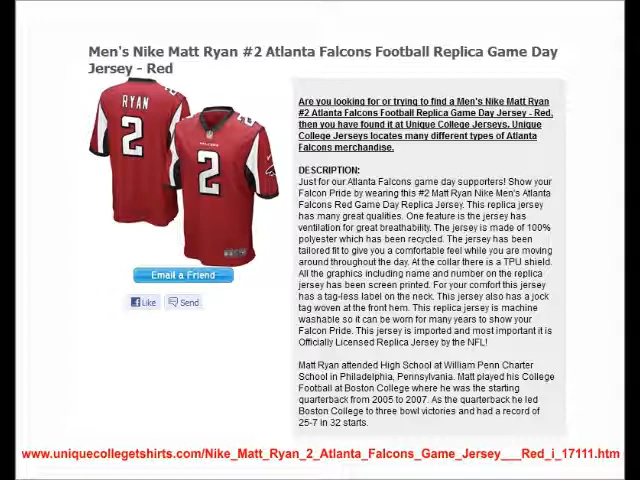 Men's Nike Matt Ryan #2 Atlanta Falcons Football Replica Game Day
Jersey - Red
RYAN
2
FALCONS
2
2
2
Email a Friend
Like
Send
Are you looking for or trying to find a Men's Nike Matt Ryan
#2 Atlanta Falcons Football Replica Game Day Jersey - Red,
then you have found it at Unique College Jerseys. Unique
College Jerseys locates many different types of Atlanta
Falcons merchandise.
DESCRIPTION:
Just for our Atlanta Falcons game day supporters! Show your
Falcon Pride by wearing this #2 Matt Ryan Nike Men's Atlanta
Falcons Red Game Day Replica Jersey. This replica jersey
has many great qualities. One feature is the jersey has
ventilation for great breathability. The jersey is made of 100%
polyester which has been recycled. The jersey has been
tailored fit to give you a comfortable feel while you are moving
around throughout the day. At the collar there is a TPU shield.
All the graphics including name and number on the replica
jersey has been screen printed. For your comfort this jersey
has a tag-less label on the neck. This jersey also has a jock
tag woven at the front hem. This replica jersey is machine
washable so it can be worn for many years to show your
Falcon Pride. This jersey is imported and most important it is
Officially Licensed Replica Jersey by the NFL!
Matt Ryan attended High School at William Penn Charter
School in Philadelphia, Pennsylvania. Matt played his College
Football at Boston College where he was the starting
quarterback from 2005 to 2007. As the quarterback he led
Boston College to three bowl victories and had a record of
25-7 in 32 starts.
www.uniquecollegetshirts.com/Nike_Matt_Ryan_2_Atlanta_Falcons_Game_Jersey___Red_i_17111.htm